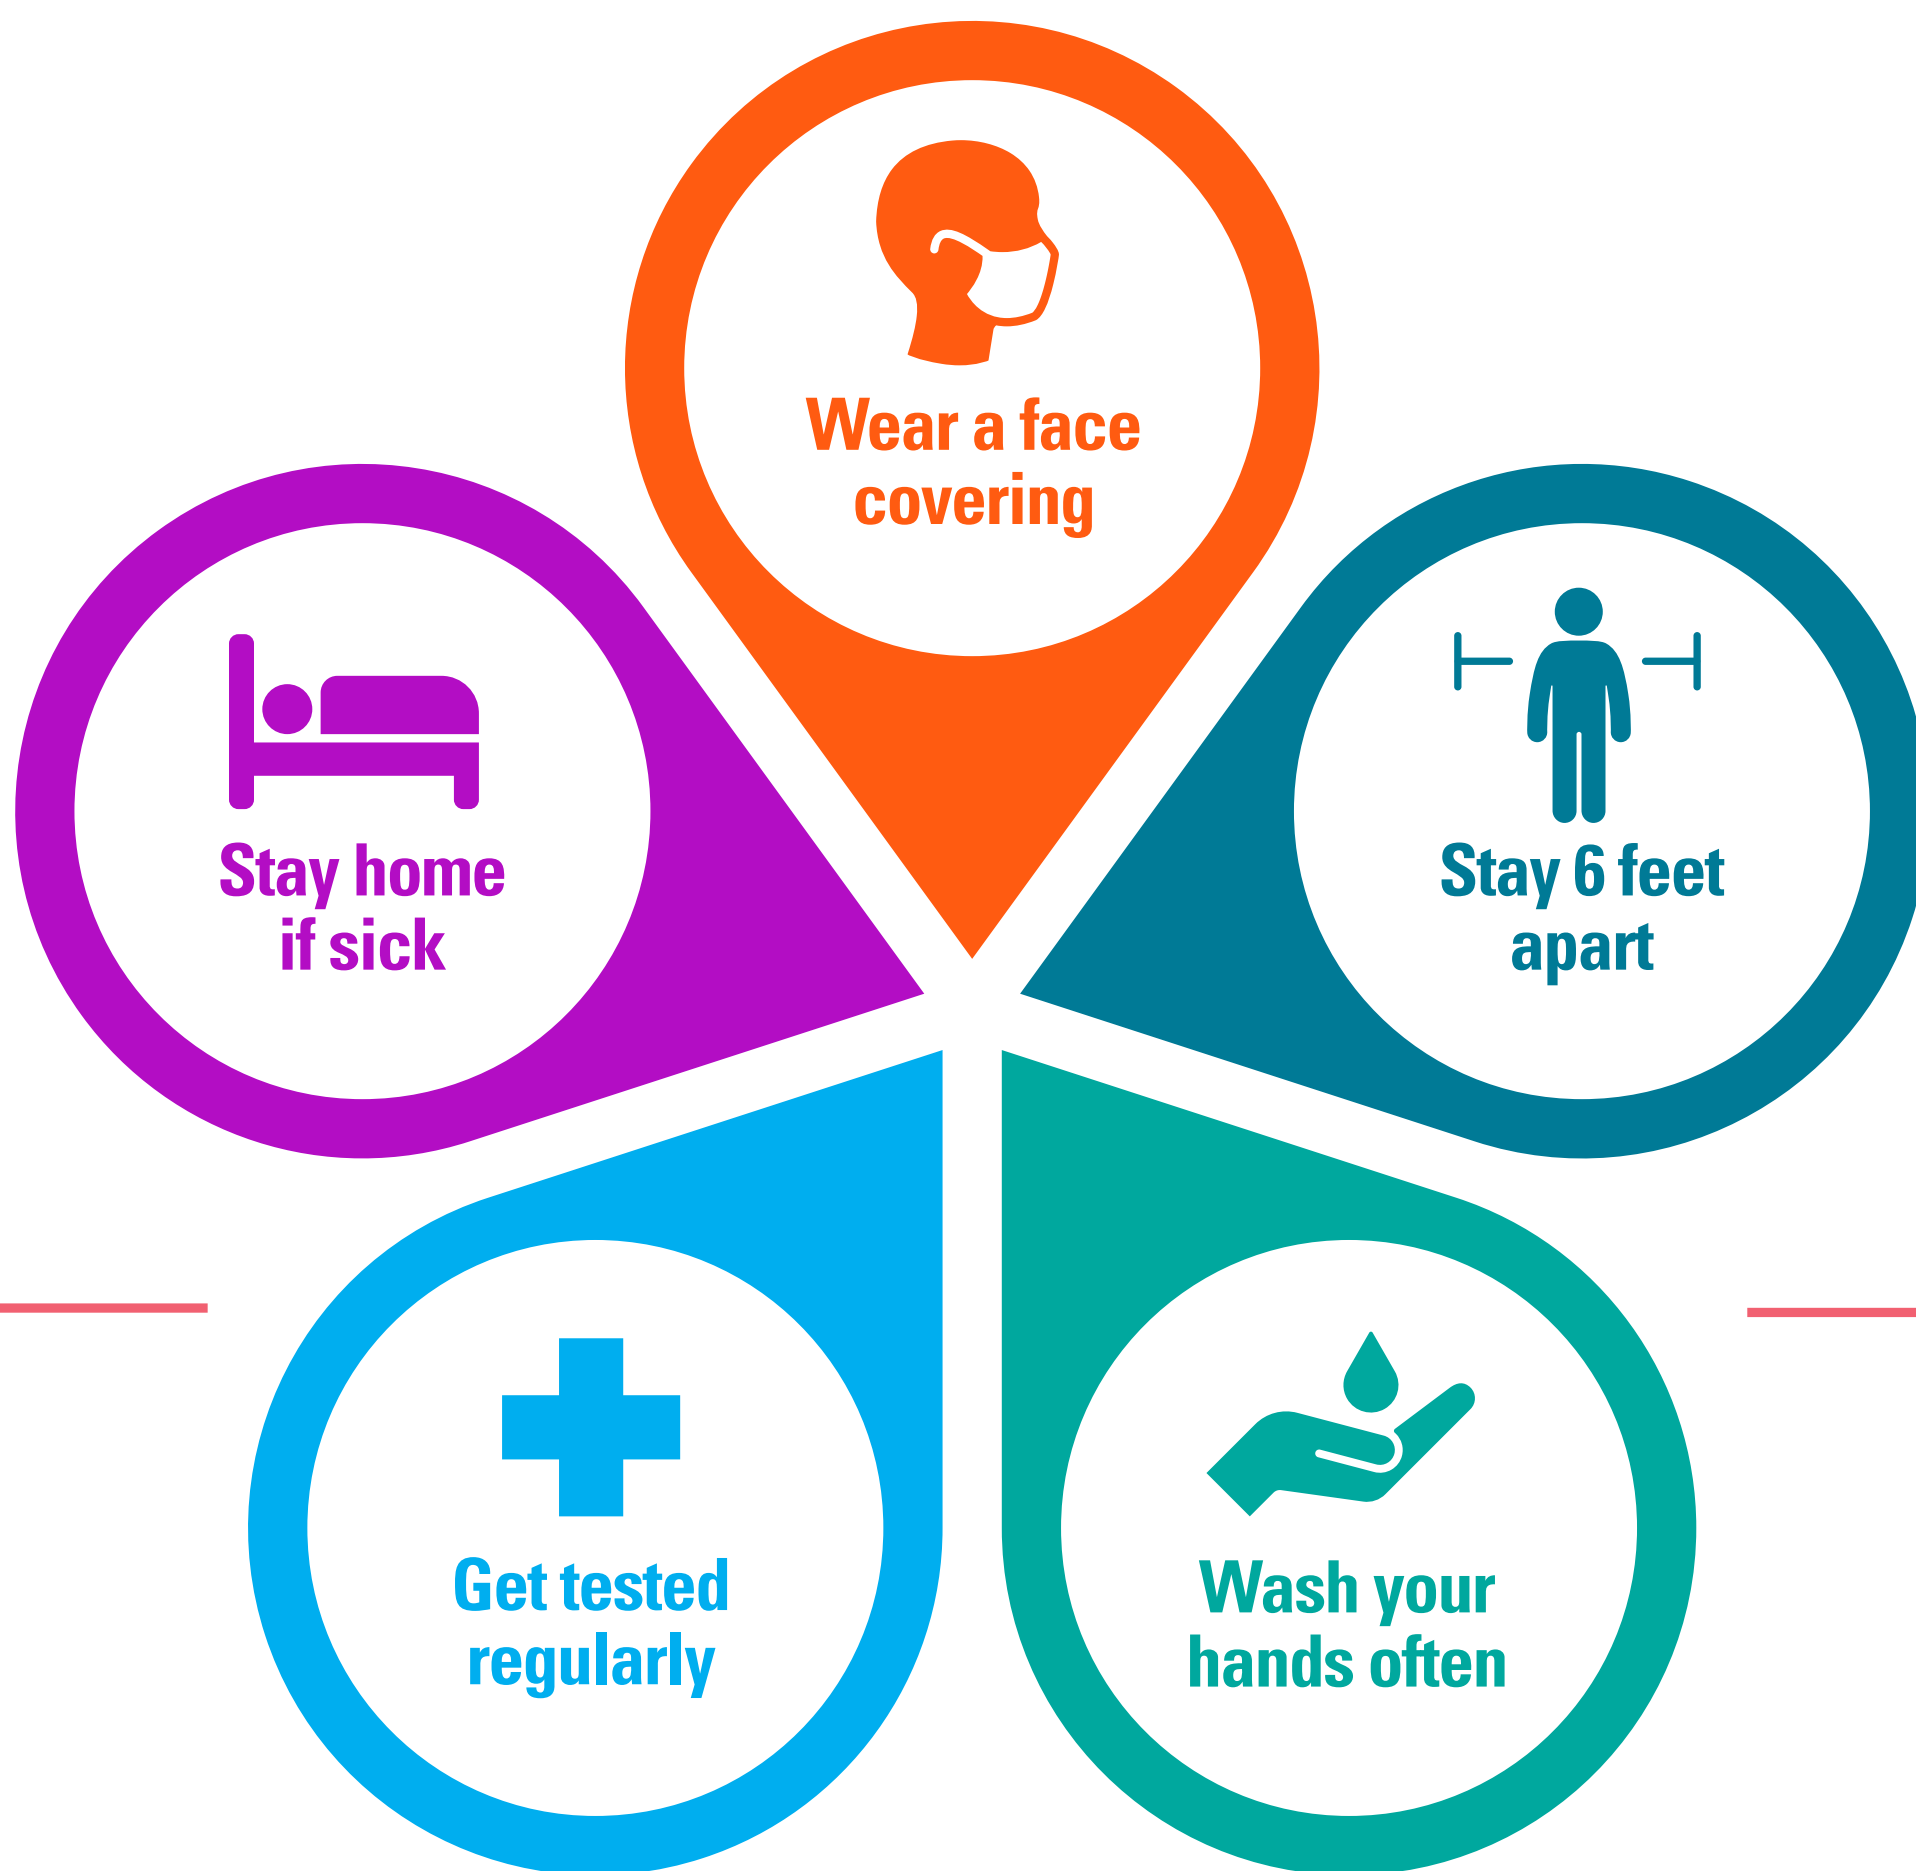 Wear a face
covering
Stay home
if sick
Stay 6 feet
apart
Get tested
regularly
Wash your
hands often